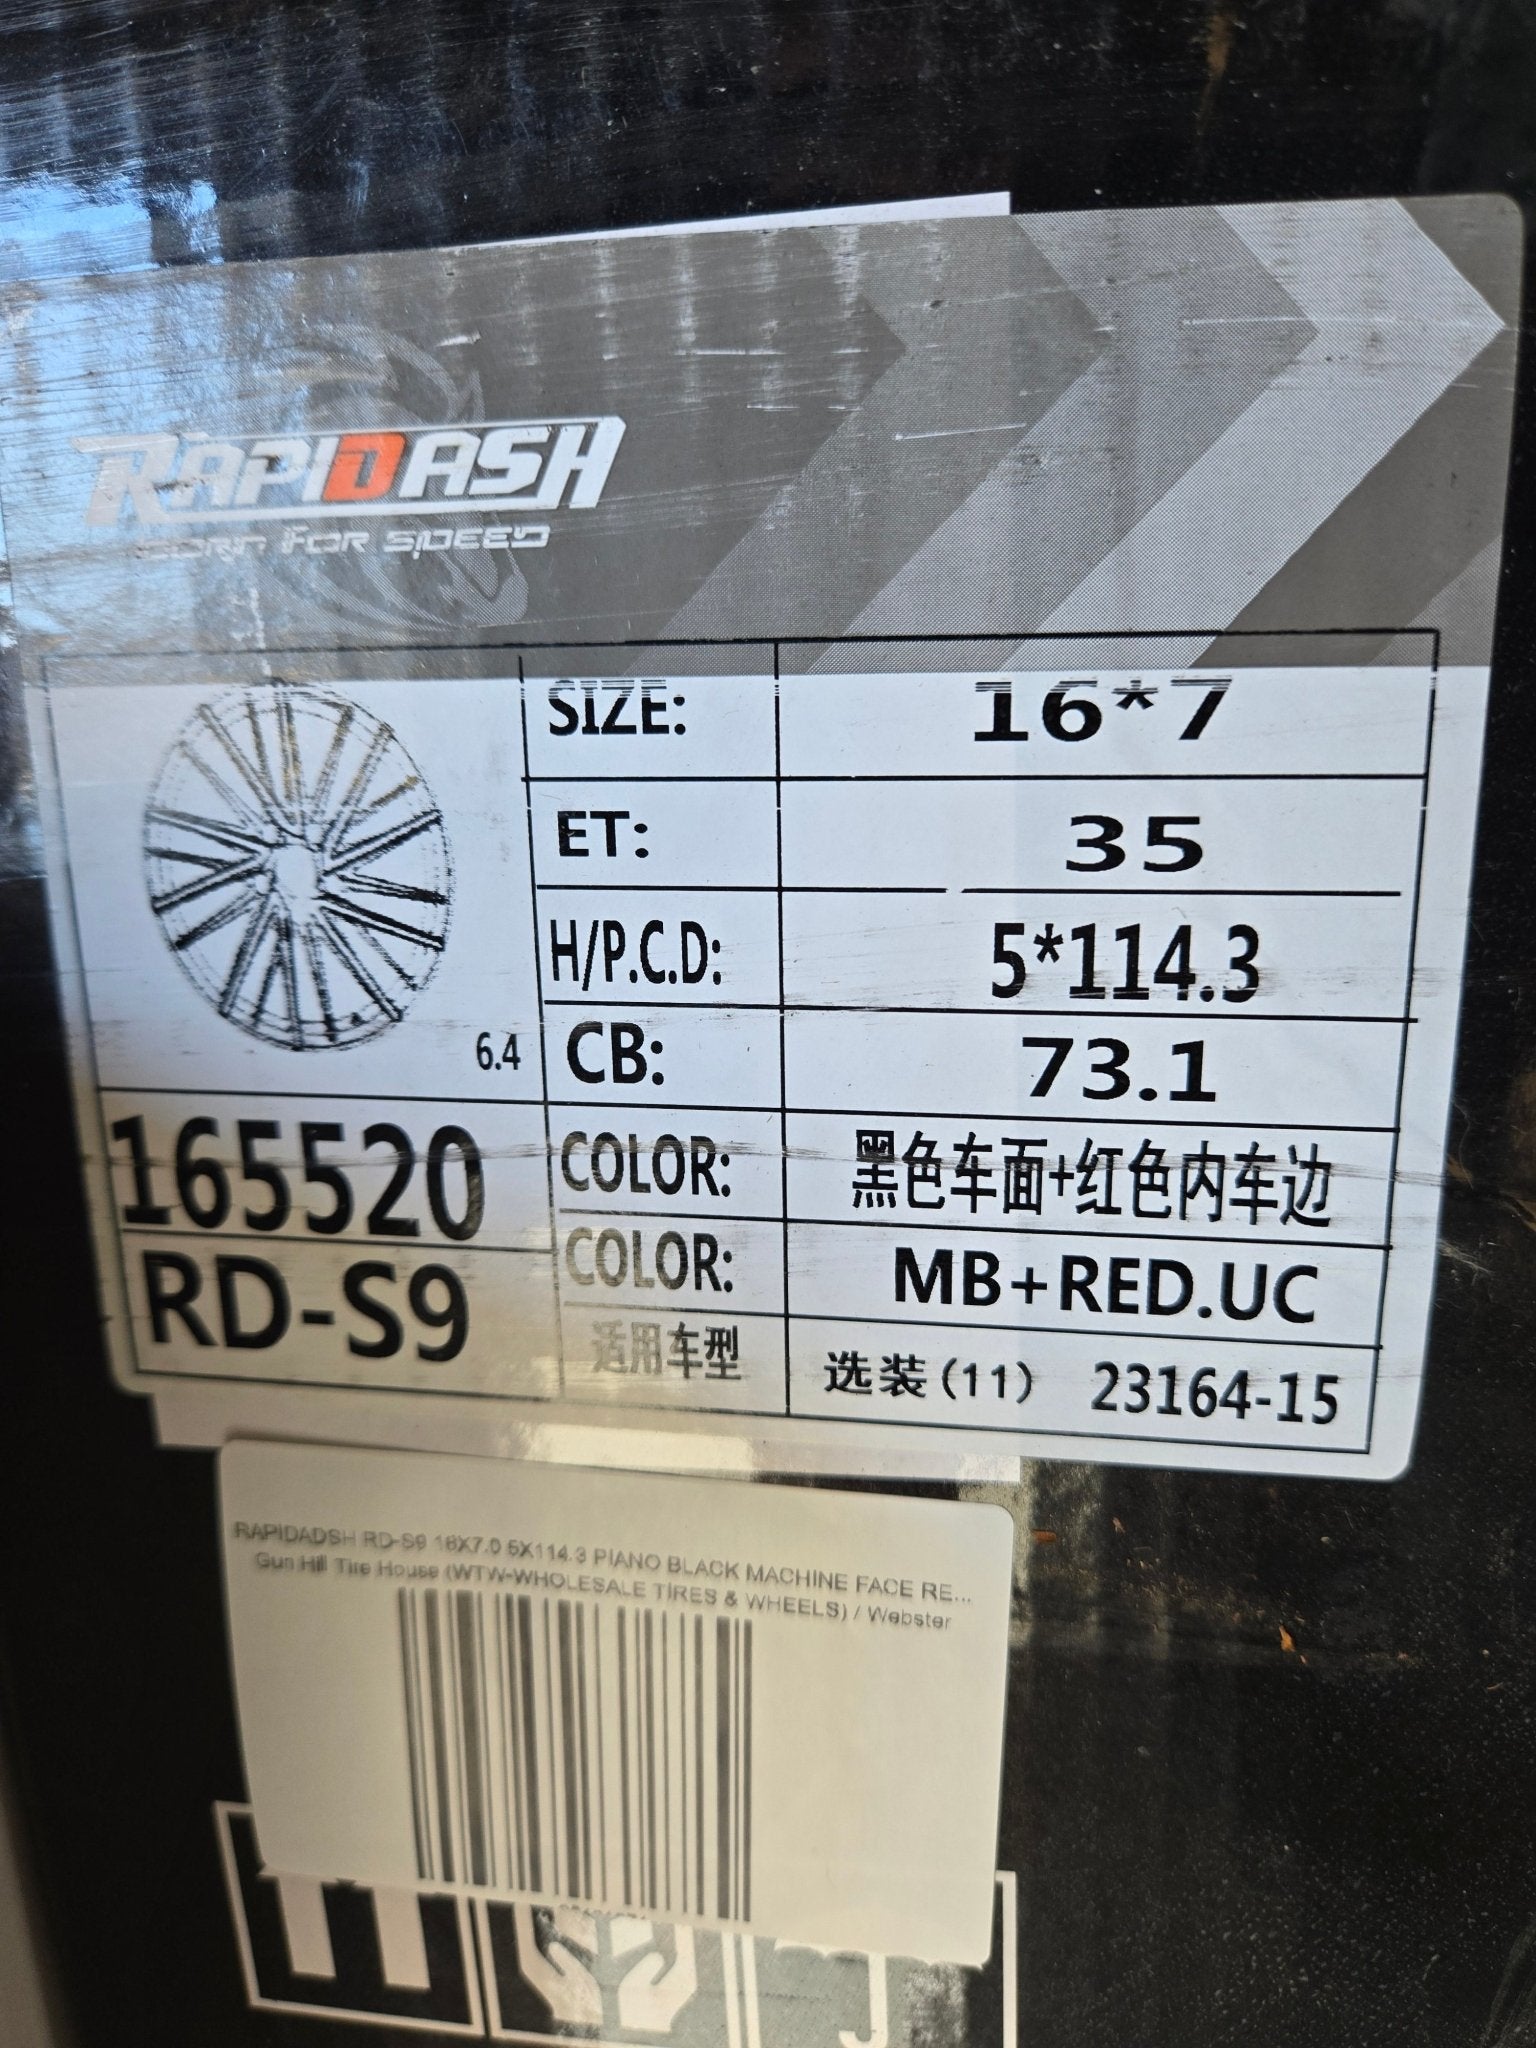 RAPIDASH
BORN FOR SPEED
SIZE: 16*7
ET: 35
H/P.C.D: 5*114.3
6.4
CB: 73.1
165520
COLOR: 黑色车面+红色内车边
RD-S9
COLOR: MB+RED.UC
适用车型 选装(11) 23164-15
RAPIDADSH RD-S9 16X7.0 5X114.3 PIANO BLACK MACHINE FACE RE...
Gun Hill Tire House (WTW-WHOLESALE TIRES & WHEELS) / Webster